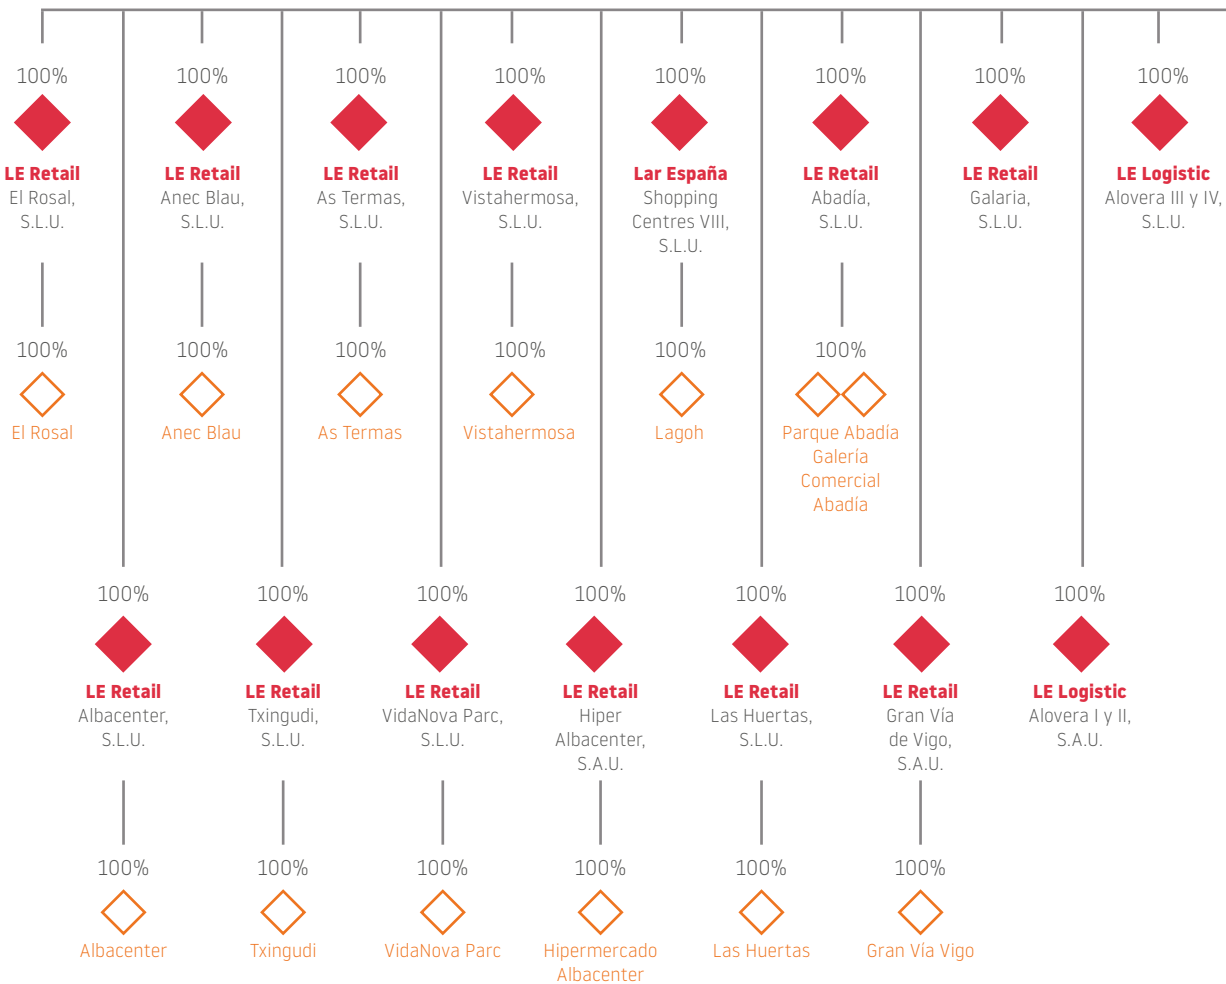 100%
100%
100%
100%
100%
100%
100%
100%
LE Retail
El Rosal,
S.L.U.
LE Retail
Anec Blau,
S.L.U.
LE Retail
As Termas,
S.L.U.
LE Retail
Vistahermosa,
S.L.U.
Lar España
Shopping
Centres VIII,
S.L.U.
LE Retail
Abadía,
S.L.U.
LE Retail
Galaria,
S.L.U.
LE Logistic
Alovera III y IV,
S.L.U.
100%
100%
100%
100%
100%
100%
El Rosal
Anec Blau
As Termas
Vistahermosa
Lagoh
Parque Abadía
Galería
Comercial
Abadía
100%
100%
100%
100%
100%
100%
100%
LE Retail
Albacenter,
S.L.U.
LE Retail
Txingudi,
S.L.U.
LE Retail
VidaNova Parc,
S.L.U.
LE Retail
Hiper
Albacenter,
S.A.U.
LE Retail
Las Huertas,
S.L.U.
LE Retail
Gran Vía
de Vigo,
S.A.U.
LE Logistic
Alovera I y II,
S.A.U.
100%
100%
100%
100%
100%
100%
Albacenter
Txingudi
VidaNova Parc
Hipermercado
Albacenter
Las Huertas
Gran Vía Vigo